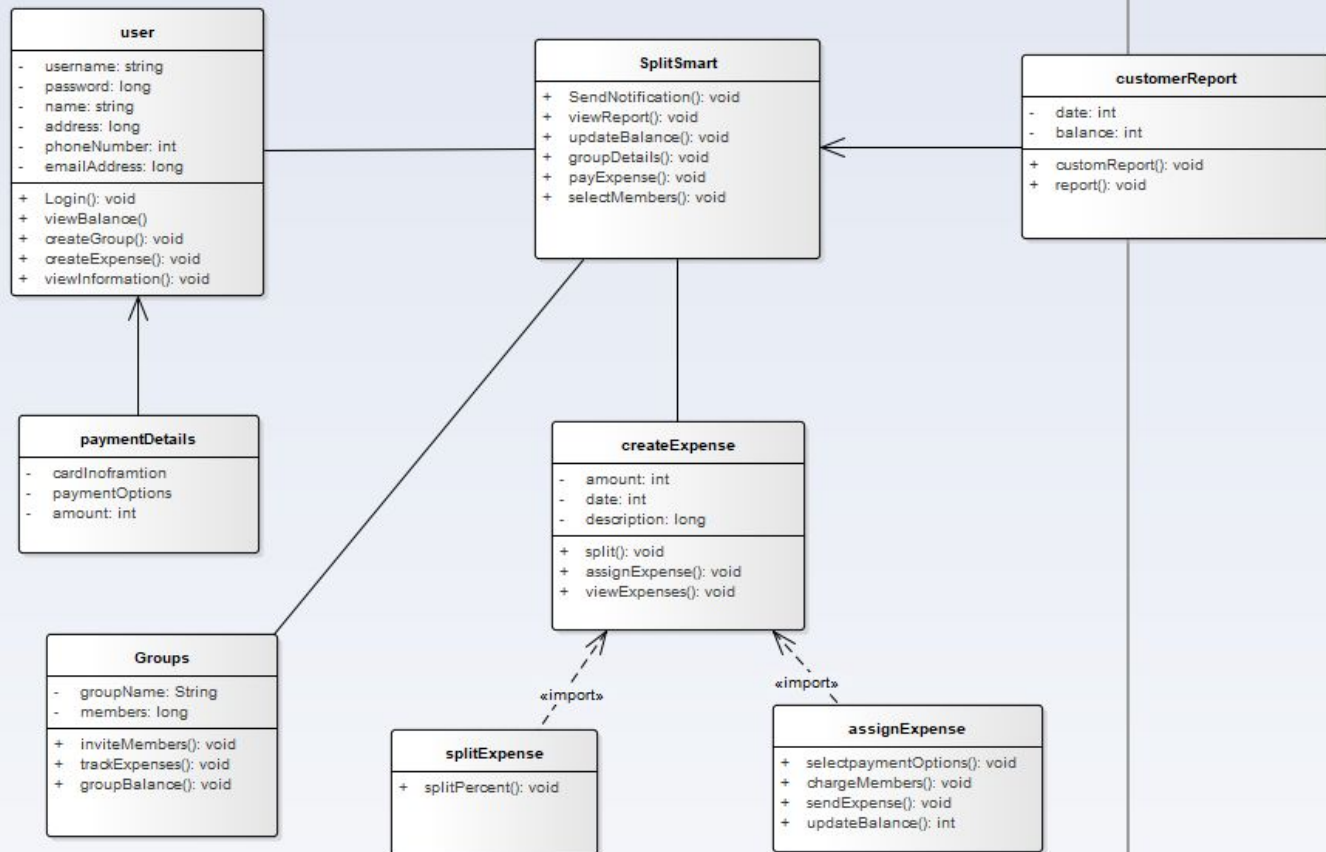 user
- username: string
- password: long
- name: string
- address: long
- phoneNumber: int
- emailAddress: long
+ Login(): void
+ viewBalance()
+ createGroup(): void
+ createExpense(): void
+ viewInformation(): void
SplitSmart
+ SendNotification(): void
+ viewReport(): void
+ updateBalance(): void
+ groupDetails(): void
+ payExpense(): void
+ selectMembers(): void
customerReport
- date: int
- balance: int
+ customReport(): void
+ report(): void
paymentDetails
- cardInoframtion
- paymentOptions
- amount: int
createExpense
- amount: int
- date: int
- description: long
+ split(): void
+ assignExpense(): void
+ viewExpenses(): void
Groups
- groupName: String
- members: long
+ inviteMembers(): void
+ trackExpenses(): void
+ groupBalance(): void
«import»
«import»
splitExpense
+ splitPercent(): void
assignExpense
+ selectpaymentOptions(): void
+ chargeMembers(): void
+ sendExpense(): void
+ updateBalance(): int